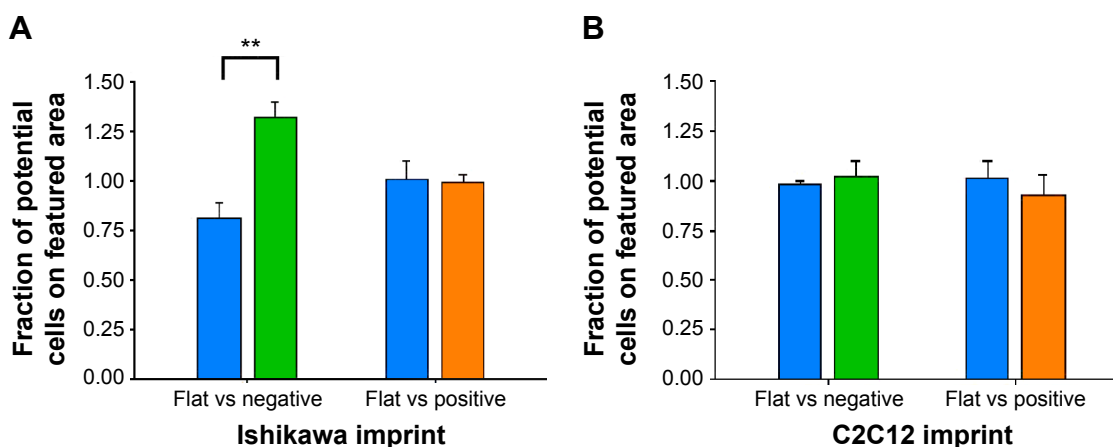 A
**
Fraction of potential
cells on featured area
1.50
1.25
1.00
0.75
0.50
0.25
0.00
Flat vs negative
Flat vs positive
Ishikawa imprint
B
Fraction of potential
cells on featured area
1.50
1.25
1.00
0.75
0.50
0.25
0.00
Flat vs negative
Flat vs positive
C2C12 imprint